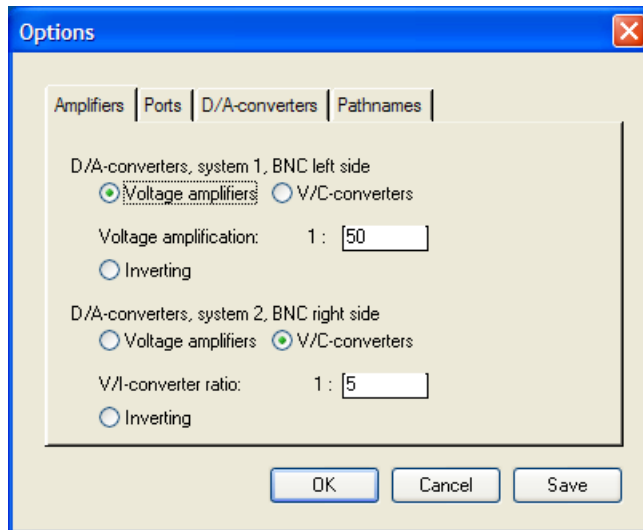 Options
Amplifiers Ports D/A-converters Pathnames
D/A-converters, system 1, BNC left side
Voltage amplifiers V/C-converters
Voltage amplification: 1 : 50
Inverting
D/A-converters, system 2, BNC right side
Voltage amplifiers V/C-converters
V/I-converter ratio: 1 : 5
Inverting
OK Cancel Save